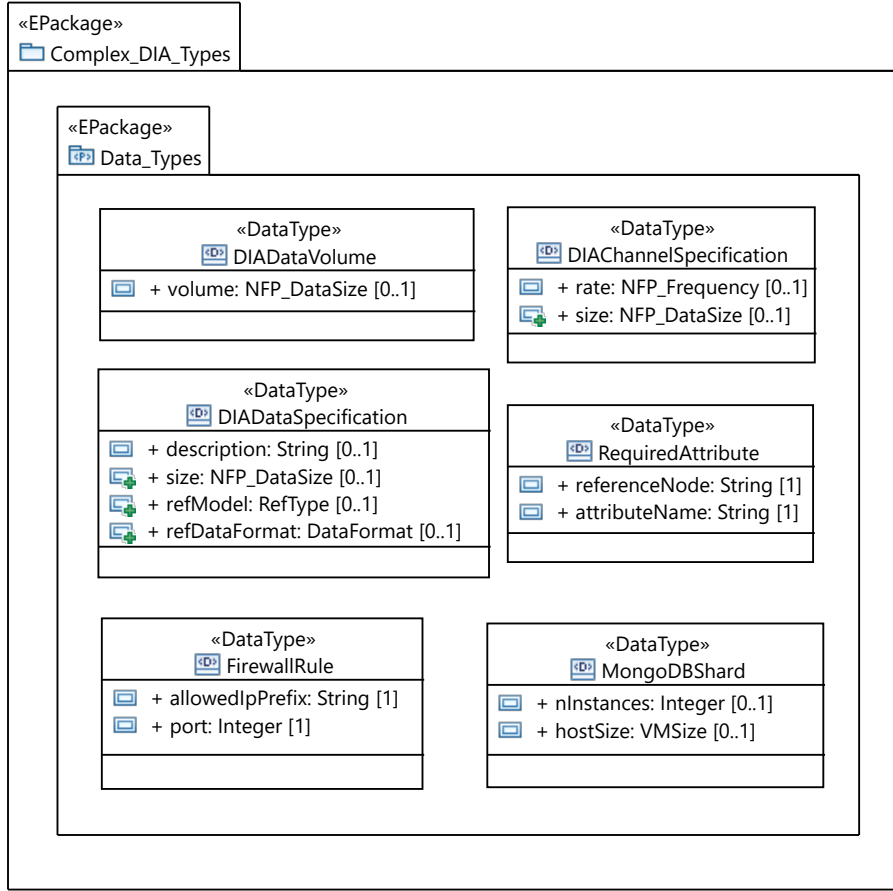 «EPackage»
Complex_DIA_Types
«EPackage»
Data_Types
«DataType»
DIADataVolume
+ volume: NFP_DataSize [0..1]
«DataType»
DIAChannelSpecification
+ rate: NFP_Frequency [0..1]
+ size: NFP_DataSize [0..1]
«DataType»
DIADataSpecification
+ description: String [0..1]
+ size: NFP_DataSize [0..1]
+ refModel: RefType [0..1]
+ refDataFormat: DataFormat [0..1]
«DataType»
RequiredAttribute
+ referenceNode: String [1]
+ attributeName: String [1]
«DataType»
FirewallRule
+ allowedIpPrefix: String [1]
+ port: Integer [1]
«DataType»
MongoDBShard
+ nInstances: Integer [0..1]
+ hostSize: VMSize [0..1]